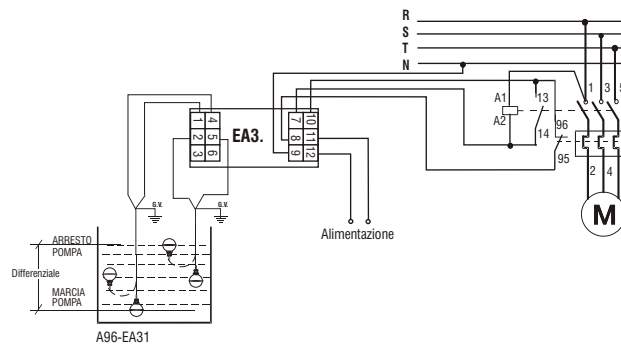 R
S
T
N
A1
A2
13
14
1 3 5
96
95
2 4
M
EA3.
1 4
2 5
3 6
7 10
8 11
9 12
G.V.
G.V.
Alimentazione
ARRESTO
POMPA
Differenziale
MARCIA
POMPA
A96-EA31